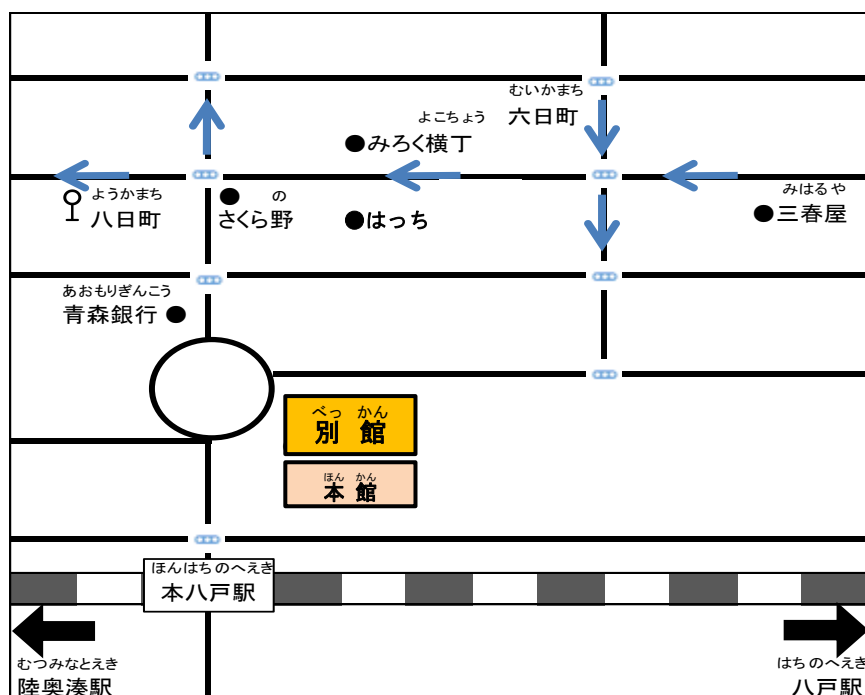 むいかまち
六日町
よこちょう
みろく横丁
ようかまち
八日町
の
さくら野
はっち
みはるや
三春屋
あおもりぎんこう
青森銀行
べっ かん
別 館
ほん かん
本 館
ほんはちのへえき
本八戸駅
むつみなとえき
陸奥湊駅
はちのへえき
八戸駅